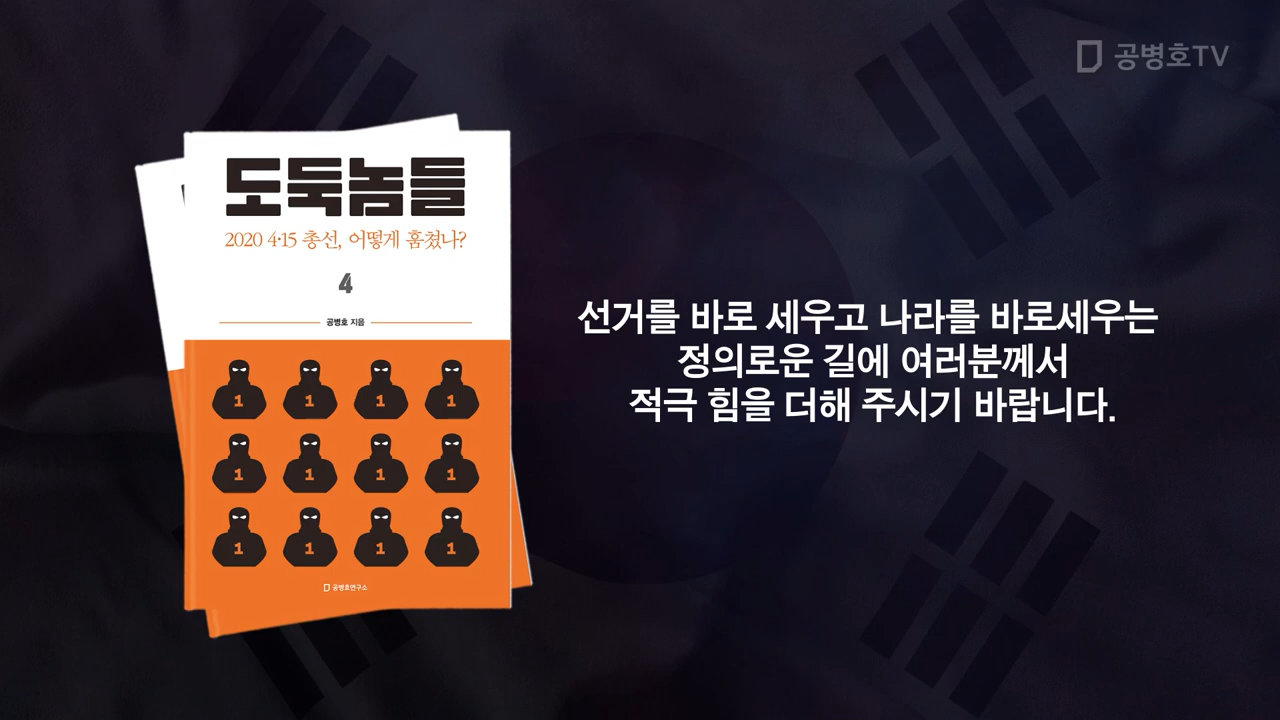 공병호TV
도둑놈들
2020 4·15 총선, 어떻게 훔쳤나?
4
공병호 지음
1 1 1 1
1 1 1 1
1 1 1 1
공병호연구소
선거를 바로 세우고 나라를 바로세우는
정의로운 길에 여러분께서
적극 힘을 더해 주시기 바랍니다.